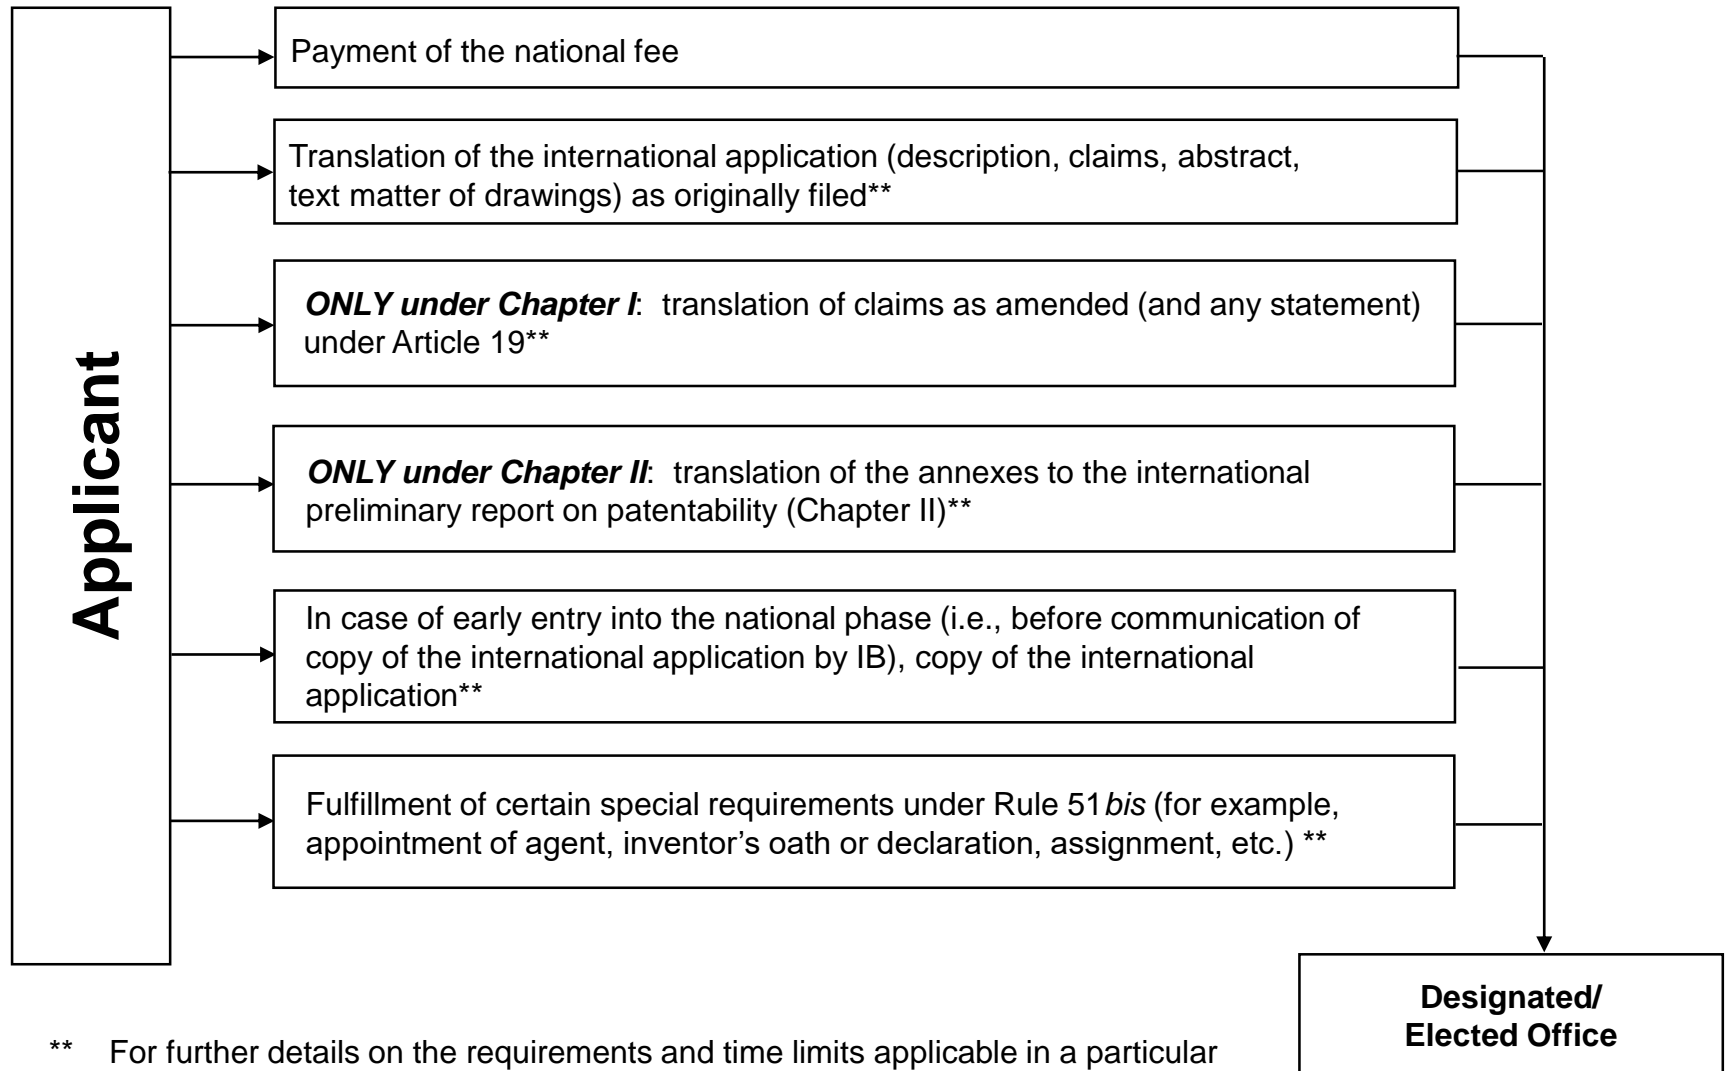 Applicant
Payment of the national fee
Translation of the international application (description, claims, abstract,
text matter of drawings) as originally filed**
ONLY under Chapter I:  translation of claims as amended (and any statement)
under Article 19**
ONLY under Chapter II:  translation of the annexes to the international
preliminary report on patentability (Chapter II)**
In case of early entry into the national phase (i.e., before communication of
copy of the international application by IB), copy of the international
application**
Fulfillment of certain special requirements under Rule 51bis (for example,
appointment of agent, inventor’s oath or declaration, assignment, etc.) **
Designated/
Elected Office
** For further details on the requirements and time limits applicable in a particular